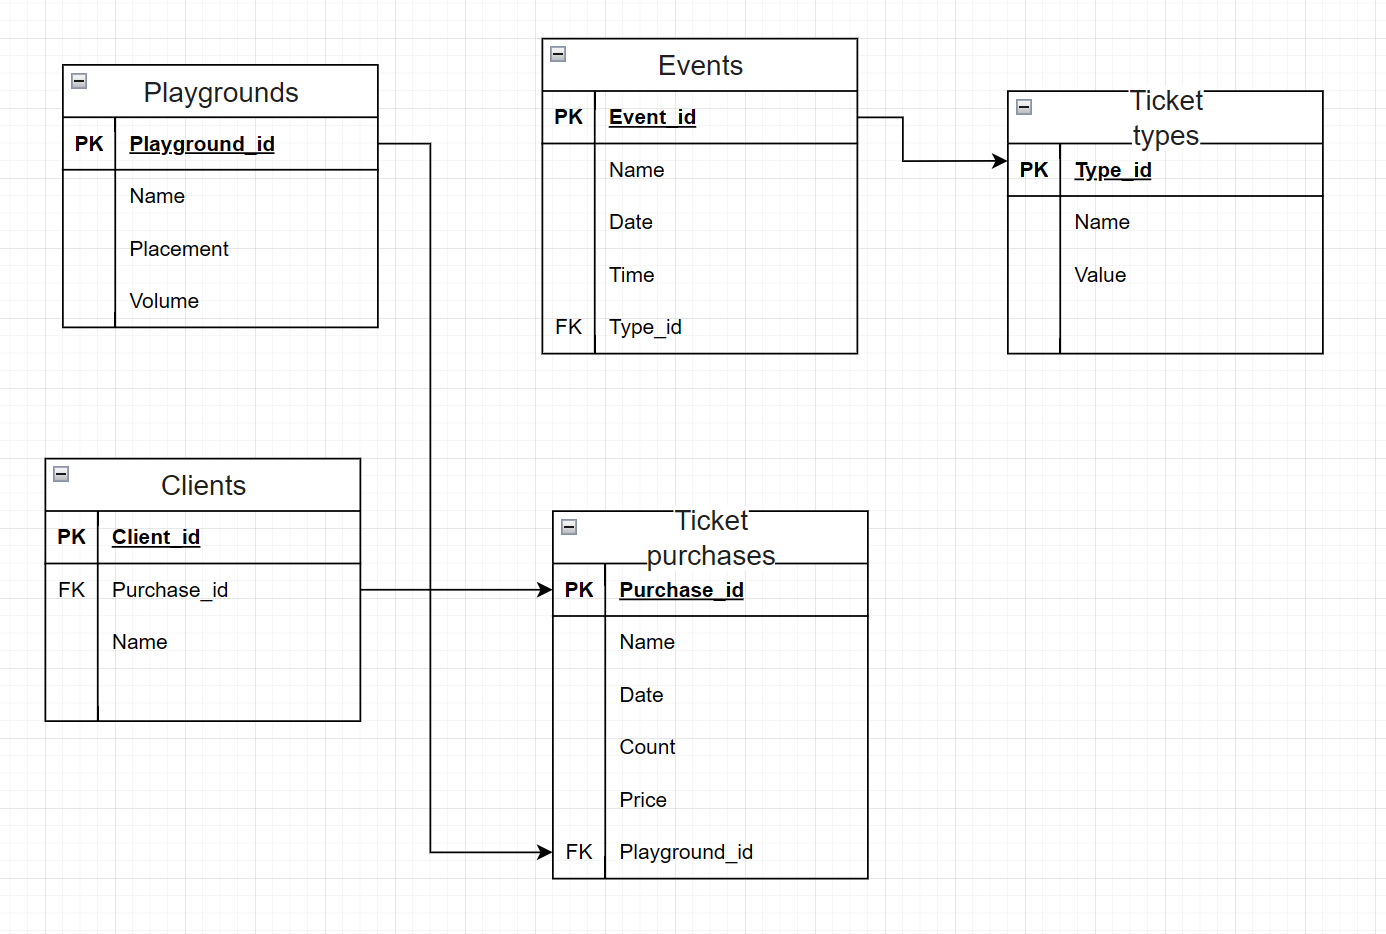 Playgrounds
PK Playground_id
Name
Placement
Volume
Events
PK Event_id
Name
Date
Time
FK Type_id
Ticket
types
PK Type_id
Name
Value
Clients
PK Client_id
FK Purchase_id
Name
Ticket
purchases
PK Purchase_id
Name
Date
Count
Price
FK Playground_id